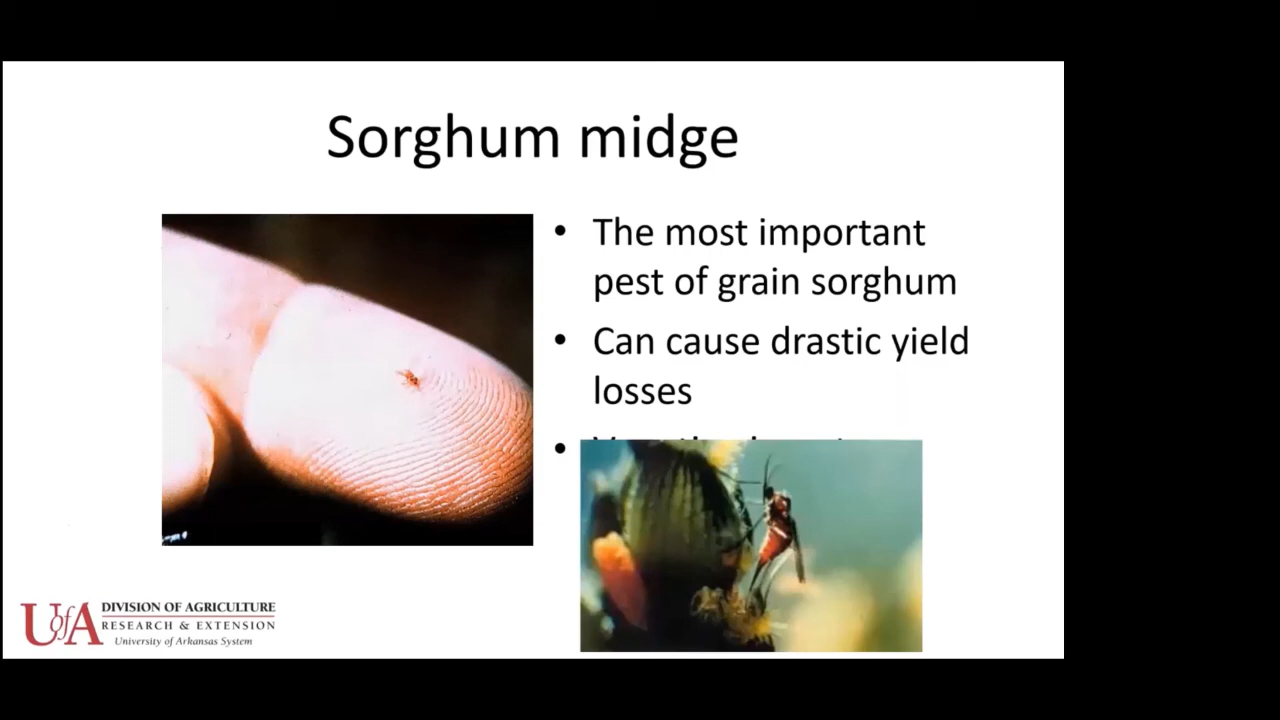 Sorghum midge
• The most important
pest of grain sorghum
• Can cause drastic yield
losses
•
UofA
DIVISION OF AGRICULTURE
RESEARCH & EXTENSION
University of Arkansas System